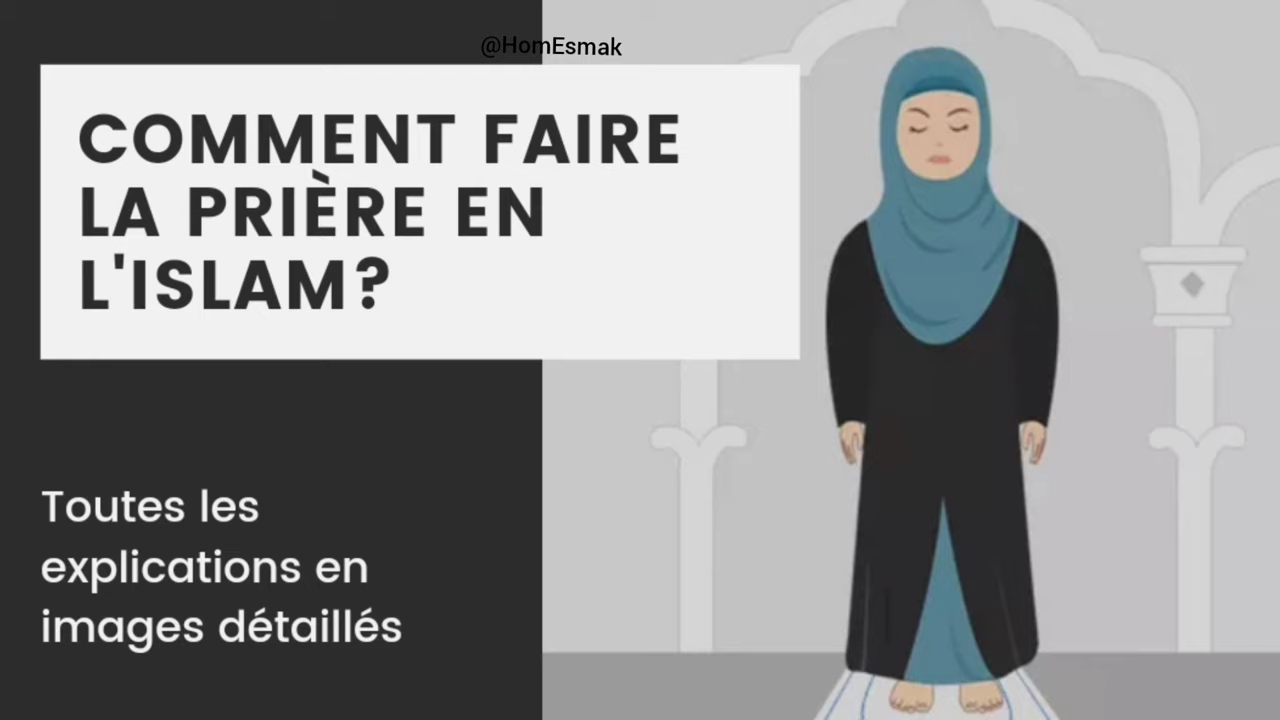 @HomEsmak
COMMENT FAIRE
LA PRIÈRE EN
L'ISLAM?
Toutes les
explications en
images détaillés